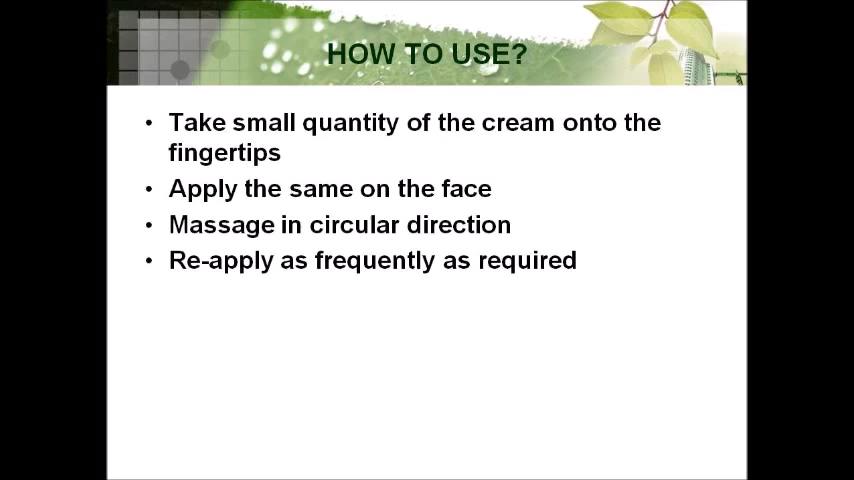 HOW TO USE?
• Take small quantity of the cream onto the
fingertips
• Apply the same on the face
• Massage in circular direction
• Re-apply as frequently as required